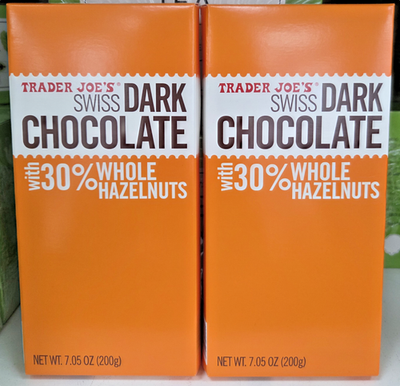 TRADER JOE'S®
SWISS DARK
CHOCOLATE
with 30% WHOLE
HAZELNUTS
NET WT. 7.05 OZ (200g)
TRADER JOE'S®
SWISS DARK
CHOCOLATE
with 30% WHOLE
HAZELNUTS
NET WT. 7.05 OZ (200g)